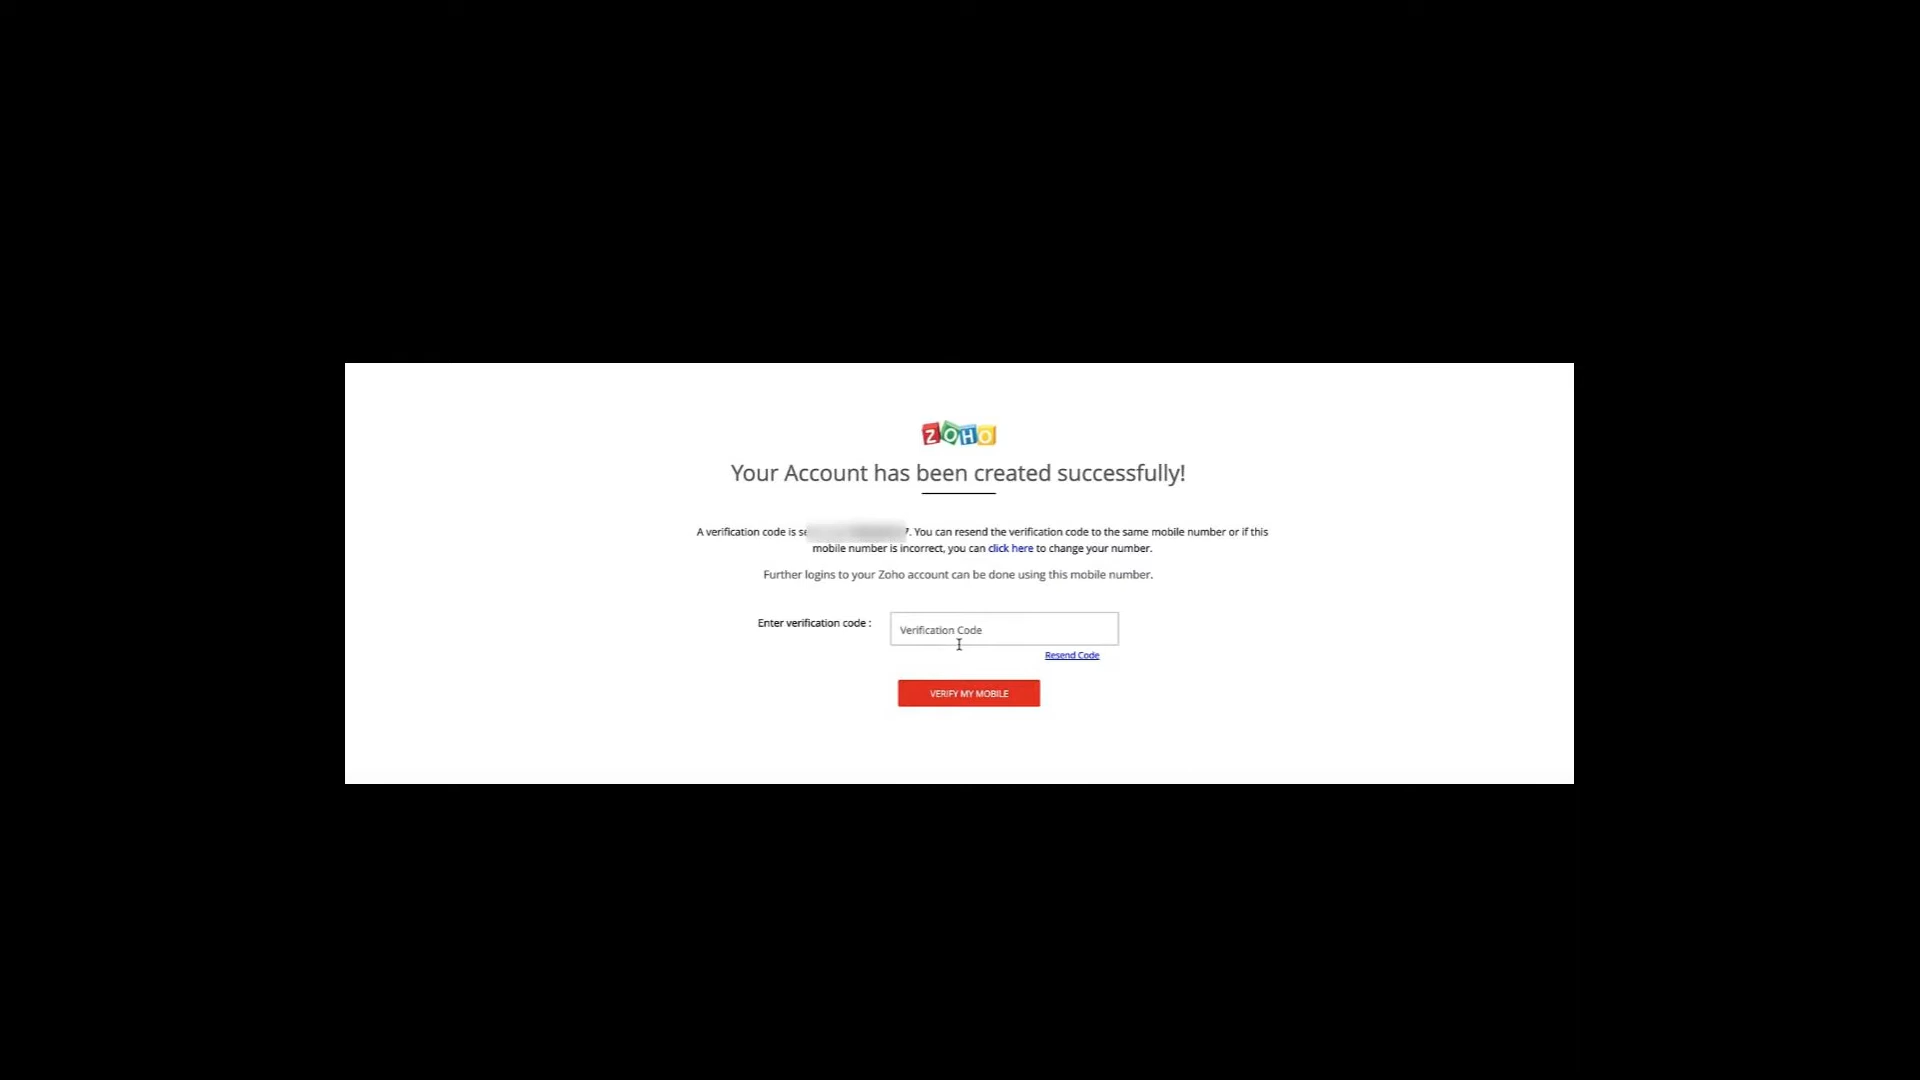 ZOHO
Your Account has been created successfully!
A verification code is 7. You can resend the verification code to the same mobile number or if this
mobile number is incorrect, you can click here to change your number.
Further logins to your Zoho account can be done using this mobile number.
Enter verification code :
Verification Code
Resend Code
VERIFY MY MOBILE